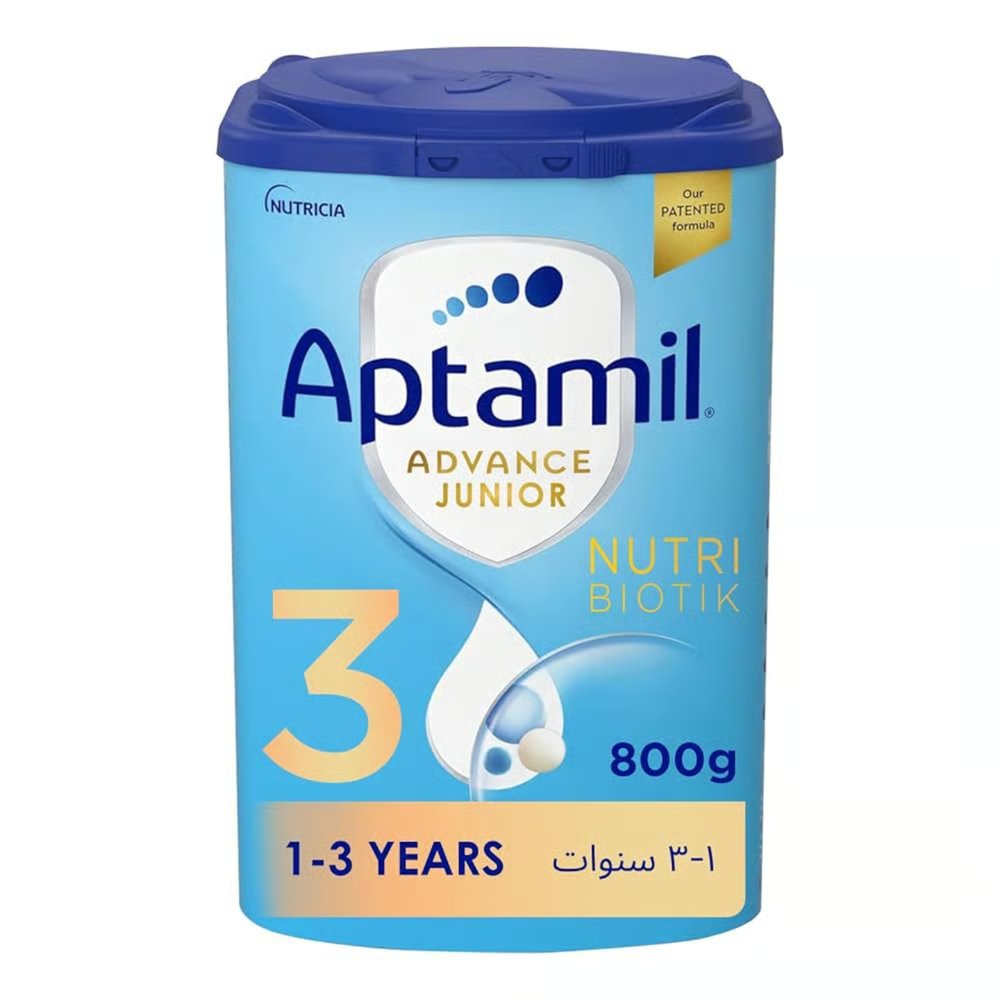 NUTRICIA
Our
PATENTED
formula
Aptamil®
ADVANCE
JUNIOR
NUTRI
BIOTIK
3
800g
1-3 YEARS
١-٣ سنوات